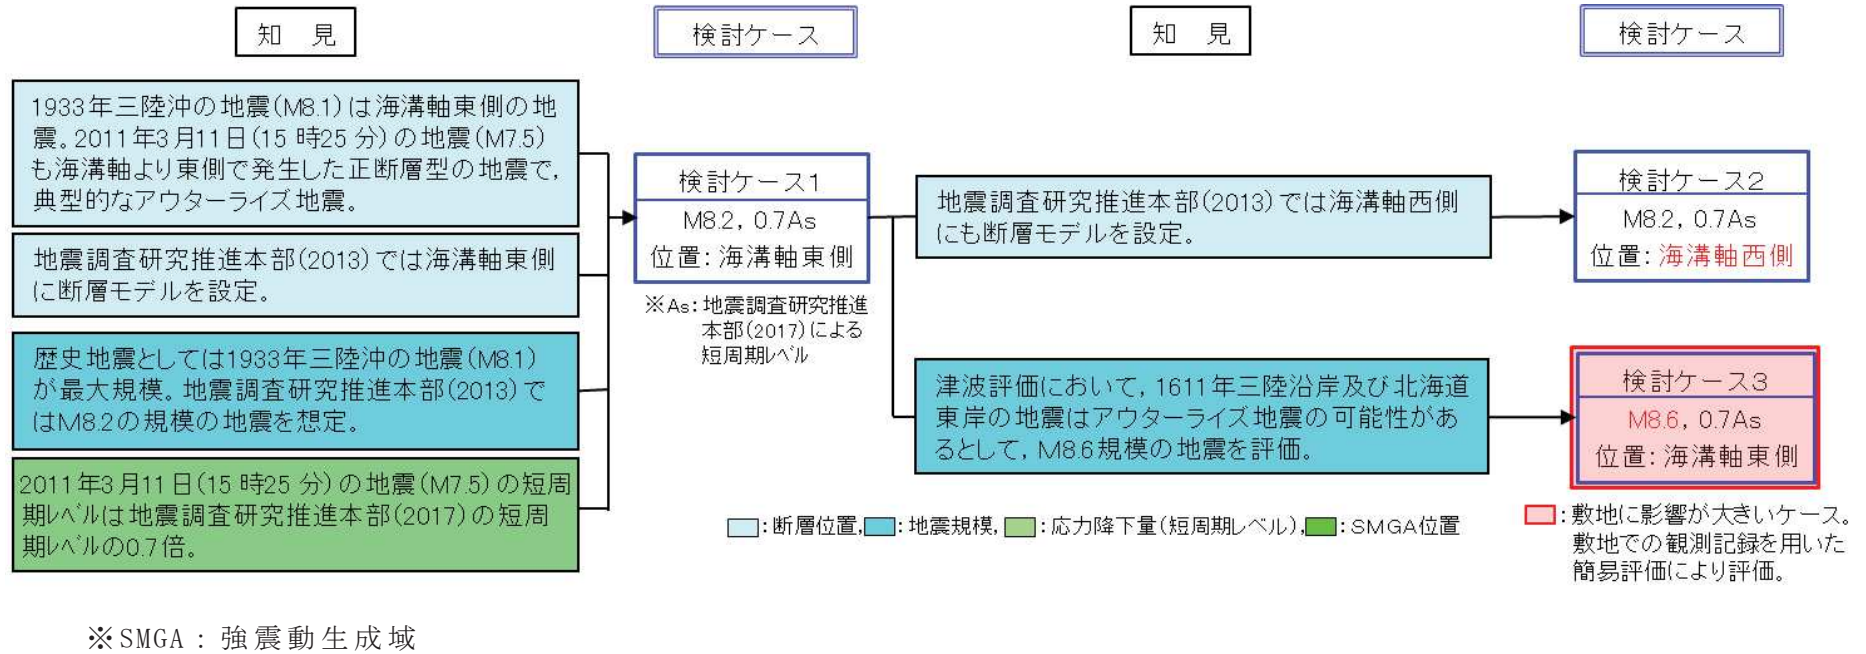 知 見
検討ケース
知 見
検討ケース
1933年三陸沖の地震(M8.1)は海溝軸東側の地
震。2011年3月11日(15時25分)の地震(M7.5)
も海溝軸より東側で発生した正断層型の地震で,
典型的なアウターライズ地震。
地震調査研究推進本部(2013)では海溝軸東側
に断層モデルを設定。
歴史地震としては1933年三陸沖の地震(M8.1)
が最大規模。地震調査研究推進本部(2013)で
はM8.2の規模の地震を想定。
2011年3月11日(15時25分)の地震(M7.5)の短周
期レベルは地震調査研究推進本部(2017)の短周
期レベルの0.7倍。
検討ケース1
M8.2, 0.7As
位置:海溝軸東側
※As:地震調査研究推進
本部(2017)による
短周期レベル
地震調査研究推進本部(2013)では海溝軸西側
にも断層モデルを設定。
津波評価において,1611年三陸沿岸及び北海道
東岸の地震はアウターライズ地震の可能性があ
るとして,M8.6規模の地震を評価。
検討ケース2
M8.2, 0.7As
位置:海溝軸西側
検討ケース3
M8.6, 0.7As
位置:海溝軸東側
:断層位置, :地震規模, :応力降下量(短周期レベル), :SMGA位置
:敷地に影響が大きいケース。
敷地での観測記録を用いた
簡易評価により評価。
※SMGA:強震動生成域